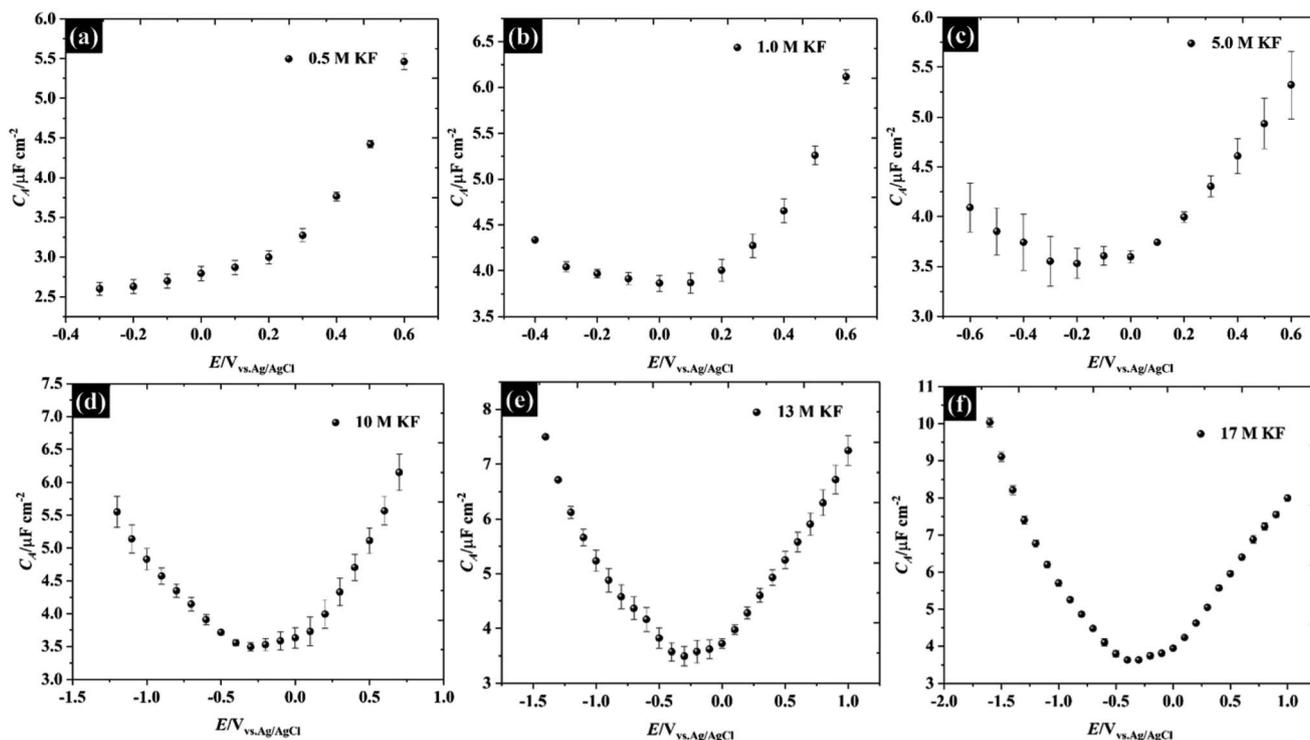 (a)
0.5 M KF
6.0
5.5
5.0
4.5
4.0
3.5
3.0
2.5
C_A/μF cm⁻²
-0.4 -0.2 0.0 0.2 0.4 0.6
E/V vs.Ag/AgCl
(b)
1.0 M KF
6.5
6.0
5.5
5.0
4.5
4.0
3.5
C_A/μF cm⁻²
-0.4 -0.2 0.0 0.2 0.4 0.6
E/V vs.Ag/AgCl
(c)
5.0 M KF
6.0
5.5
5.0
4.5
4.0
3.5
3.0
C_A/μF cm⁻²
-0.6 -0.4 -0.2 0.0 0.2 0.4 0.6
E/V vs.Ag/AgCl
(d)
10 M KF
7.5
7.0
6.5
6.0
5.5
5.0
4.5
4.0
3.5
3.0
C_A/μF cm⁻²
-1.5 -1.0 -0.5 0.0 0.5 1.0
E/V vs.Ag/AgCl
(e)
13 M KF
8
7
6
5
4
3
C_A/μF cm⁻²
-1.5 -1.0 -0.5 0.0 0.5 1.0
E/V vs.Ag/AgCl
(f)
17 M KF
11
10
9
8
7
6
5
4
3
C_A/μF cm⁻²
-2.0 -1.5 -1.0 -0.5 0.0 0.5 1.0
E/V vs.Ag/AgCl